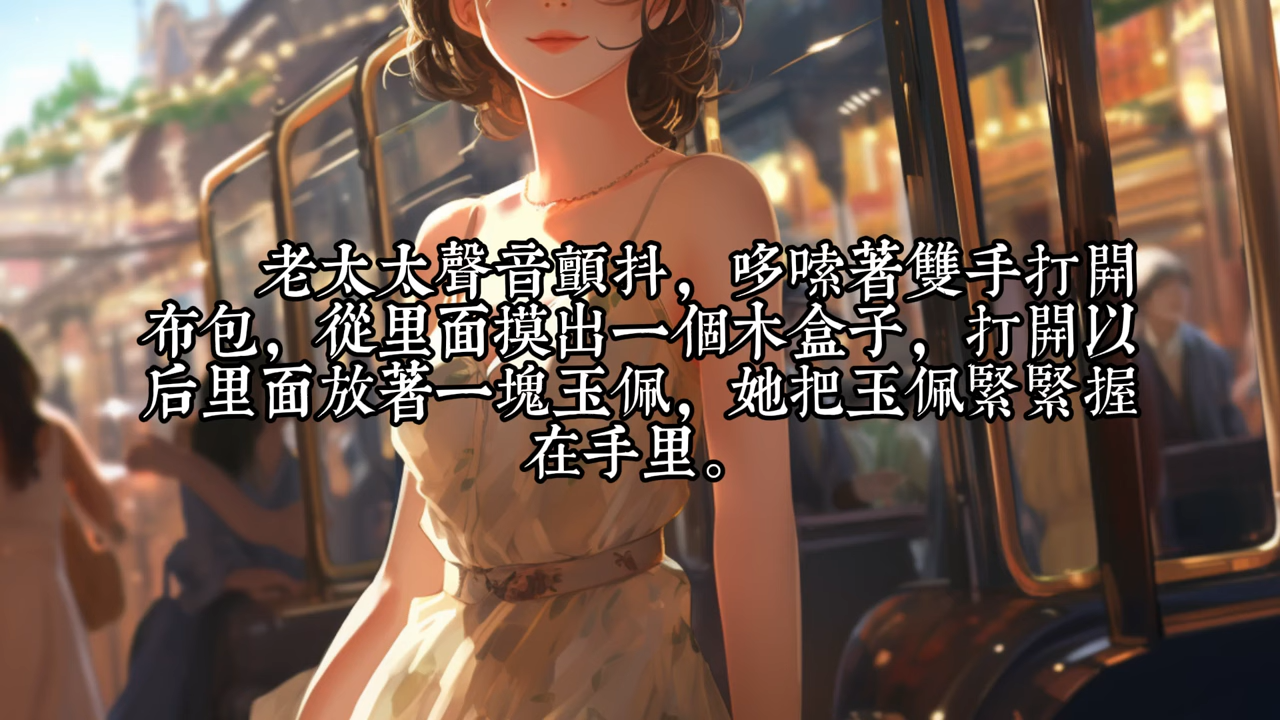 老太太聲音顫抖，哆嗦著雙手打開
布包，從里面摸出一個木盒子，打開以
后里面放著一塊玉佩，她把玉佩緊緊握
在手里。